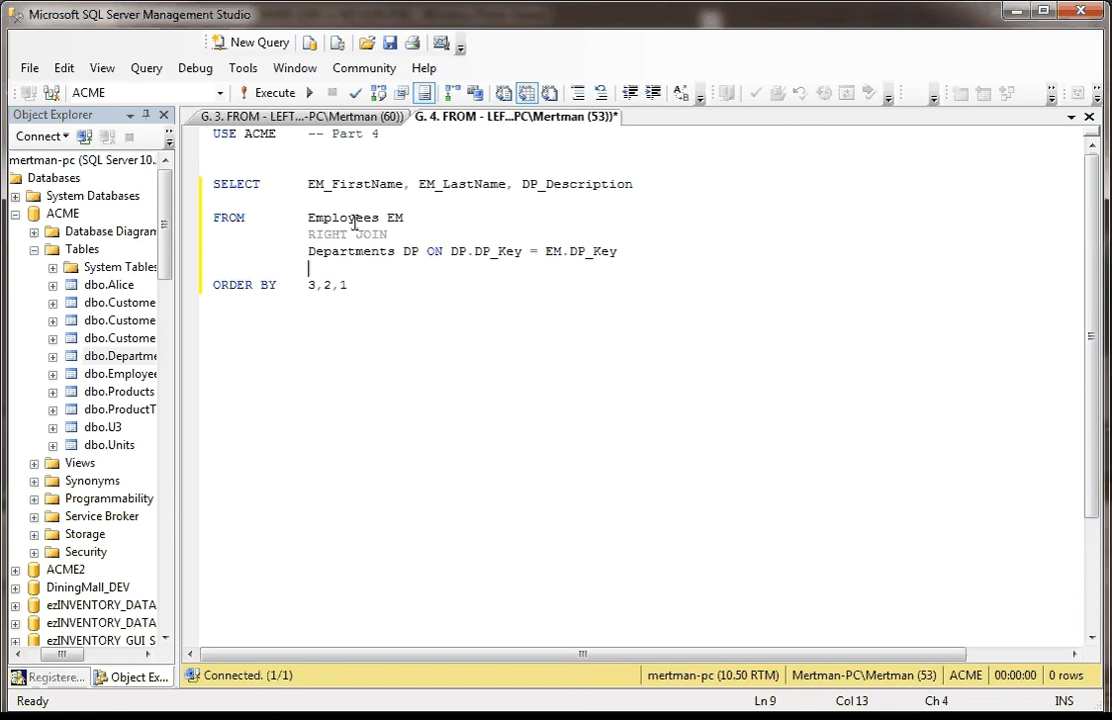 Microsoft SQL Server Management Studio
New Query
File Edit View Query Debug Tools Window Community Help
ACME Execute
Object Explorer
G. 3. FROM - LEFT...-PC\Mertman (60))
G. 4. FROM - LEF...PC\Mertman (53))*
Connect
mertman-pc (SQL Server 10.
Databases
System Databases
ACME
Database Diagran
Tables
System Tables
dbo.Alice
dbo.Custome
dbo.Custome
dbo.Custome
dbo.Departme
dbo.Employee
dbo.Products
dbo.ProductT
dbo.U3
dbo.Units
Views
Synonyms
Programmability
Service Broker
Storage
Security
ACME2
DiningMall_DEV
ezINVENTORY_DATA
ezINVENTORY_DATA
ezINVENTORY GUI S
Registere... Object Ex...
USE ACME -- Part 4
SELECT EM_FirstName, EM_LastName, DP_Description
FROM Employees EM
RIGHT JOIN
Departments DP ON DP.DP_Key = EM.DP_Key
ORDER BY 3,2,1
Connected. (1/1) mertman-pc (10.50 RTM) Mertman-PC\Mertman (53) ACME 00:00:00 0 rows
Ready Ln 9 Col 13 Ch 4 INS